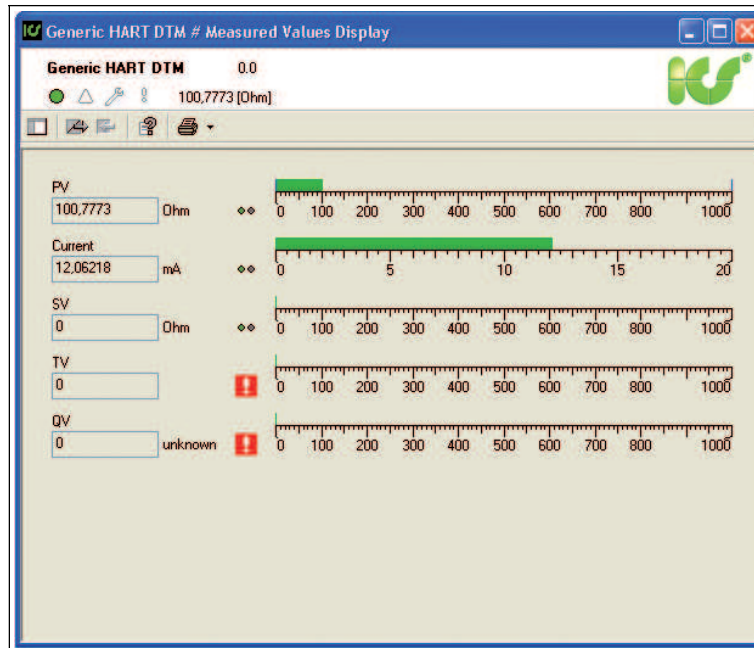 ICS Generic HART DTM # Measured Values Display
Generic HART DTM 0.0
ICS®
100,7773 [Ohm]
PV
100,7773 Ohm
0 100 200 300 400 500 600 700 800 1000
Current
12,06218 mA
0 5 10 15 20
SV
0 Ohm
0 100 200 300 400 500 600 700 800 1000
TV
0
0 100 200 300 400 500 600 700 800 1000
QV
0 unknown
0 100 200 300 400 500 600 700 800 1000